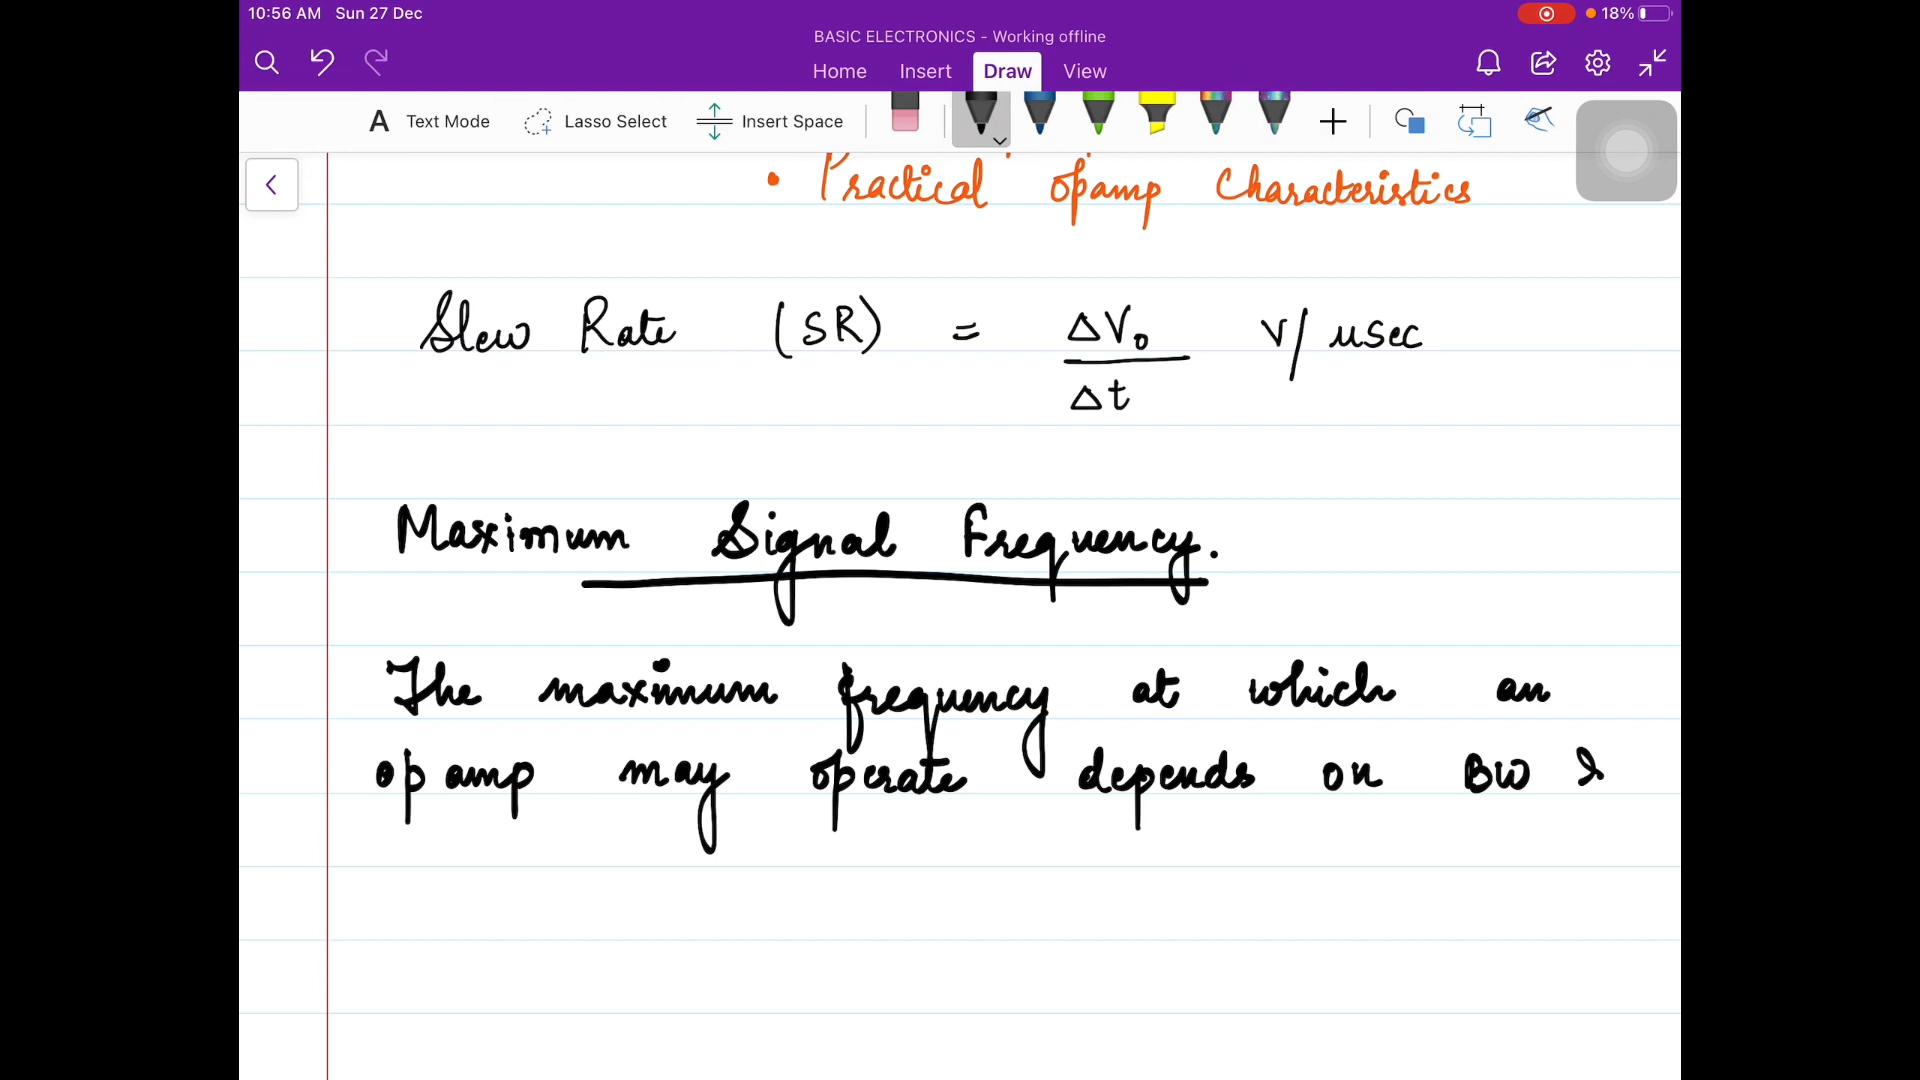 10:56 AM Sun 27 Dec
18%
BASIC ELECTRONICS - Working offline
Home Insert Draw View
A Text Mode Lasso Select Insert Space
• Practical opamp Characteristics
Slew Rate (SR) = ΔVo v/μsec
Δt
Maximum Signal Frequency.
The maximum frequency at which an
op amp may operate depends on BW &